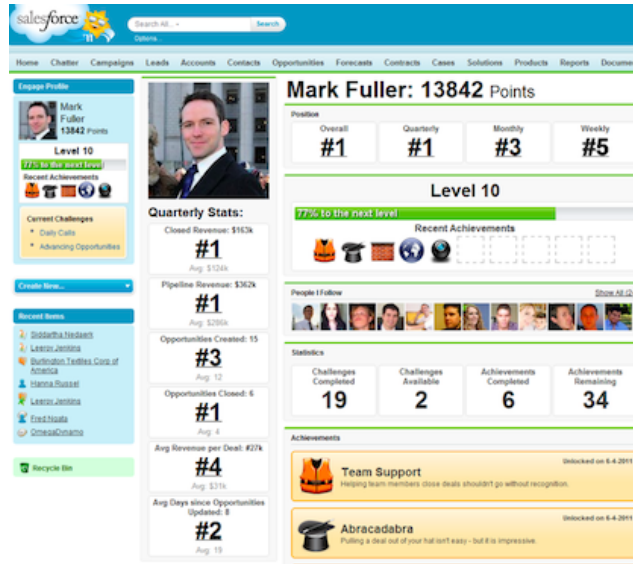 salesforce
Search All...
Search
Options...
Home Chatter Campaigns Leads Accounts Contacts Opportunities Forecasts Contracts Cases Solutions Products Reports Docume
Engage Profile
Mark
Fuller
13842 Points
Level 10
77% to the next level
Recent Achievements
Current Challenges
Daily Calls
Advancing Opportunities
Create New...
Recent Items
Siddartha Nedaem
Leeroy Jenkins
Burlington Textiles Corp of
America
Hanna Russel
Leeroy Jenkins
Fred Noata
OmegaDynamo
Recycle Bin
Quarterly Stats:
Closed Revenue: $163k
#1
Avg: $124k
Pipeline Revenue: $362k
#1
Avg: $286k
Opportunities Created: 15
#3
Avg: 12
Opportunities Closed: 6
#1
Avg: 4
Avg Revenue per Deal: #27k
#4
Avg: $31k
Avg Days since Opportunities
Updated: 8
#2
Avg: 19
Mark Fuller: 13842 Points
Position
Overall Quarterly Monthly Weekly
#1 #1 #3 #5
Level 10
77% to the next level
Recent Achievements
People I Follow
Show All (2
Statistics
Challenges Challenges Achievements Achievements
Completed Available Completed Remaining
19 2 6 34
Achievements
Unlocked on 6-4-2011
Team Support
Helping team members close deals shouldn't go without recognition.
Unlocked on 6-4-2011
Abracadabra
Pulling a deal out of your hat isn't easy - but it is impressive.